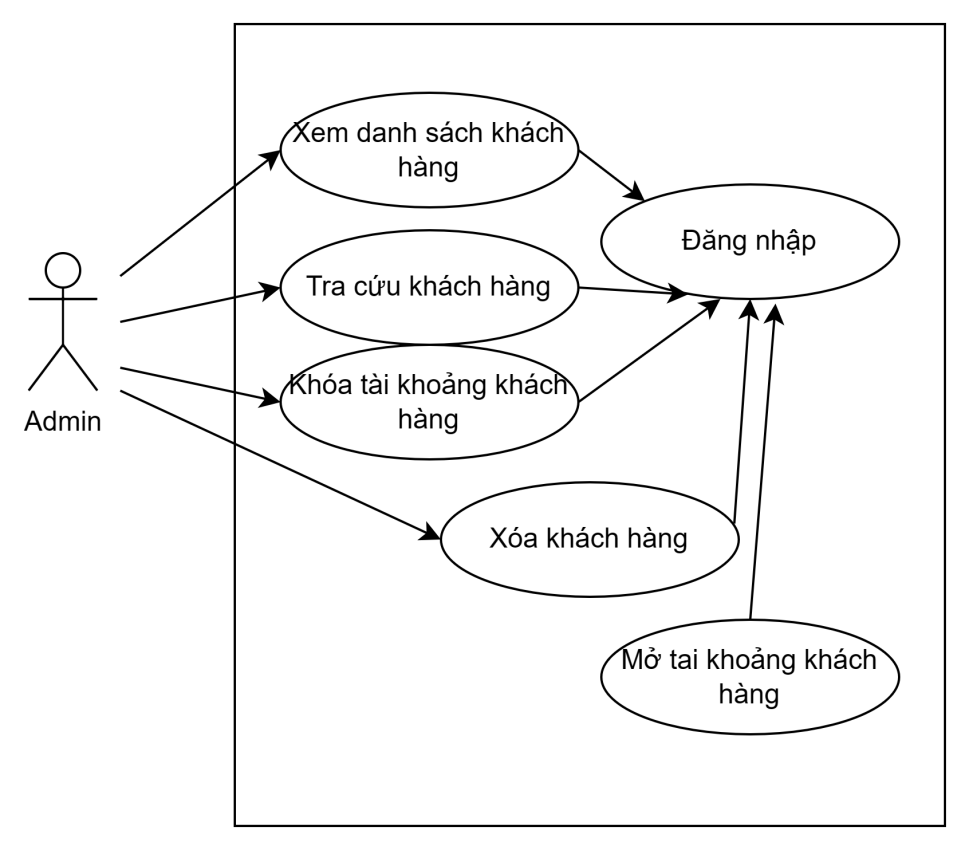 Xem danh sách khách
hàng
Đăng nhập
Tra cứu khách hàng
Khóa tài khoảng khách
hàng
Admin
Xóa khách hàng
Mở tai khoảng khách
hàng